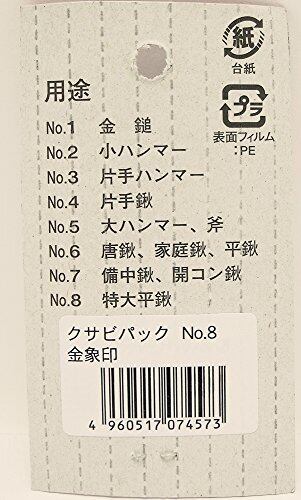 紙
台紙
プラ
表面フィルム
:PE
用途
No.1 金 鎚
No.2 小ハンマー
No.3 片手ハンマー
No.4 片手鍬
No.5 大ハンマー、斧
No.6 唐鍬、家庭鍬、平鍬
No.7 備中鍬、開コン鍬
No.8 特大平鍬
クサビパック No.8
金象印
4 960517 074573